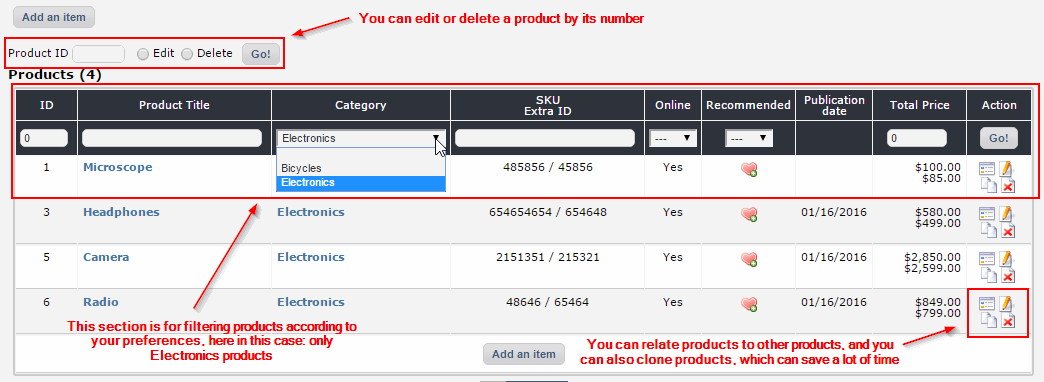 Add an item
You can edit or delete a product by its number
Product ID Edit Delete Go!
Products (4)
ID Product Title Category SKU Extra ID Online Recommended Publication date Total Price Action
0 Electronics --- --- 0 Go!
Bicycles
Electronics
1 Microscope 485856 / 45856 Yes $100.00
$85.00
3 Headphones Electronics 654654654 / 654648 Yes 01/16/2016 $580.00
$499.00
5 Camera Electronics 2151351 / 215321 Yes 01/16/2016 $2,850.00
$2,599.00
6 Radio Electronics 48646 / 65464 Yes 01/16/2016 $849.00
$799.00
This section is for filtering products according to
your preferences, here in this case: only
Electronics products
Add an item
You can relate products to other products, and you
can also clone products, which can save a lot of time